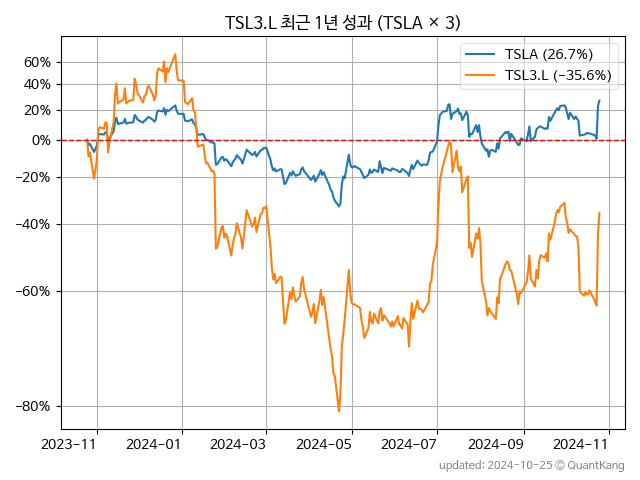 TSL3.L 최근 1년 성과 (TSLA × 3)
TSLA (26.7%)
TSL3.L (−35.6%)
60%
40%
20%
0%
−20%
−40%
−60%
−80%
2023-11 2024-01 2024-03 2024-05 2024-07 2024-09 2024-11
updated: 2024-10-25 © QuantKang